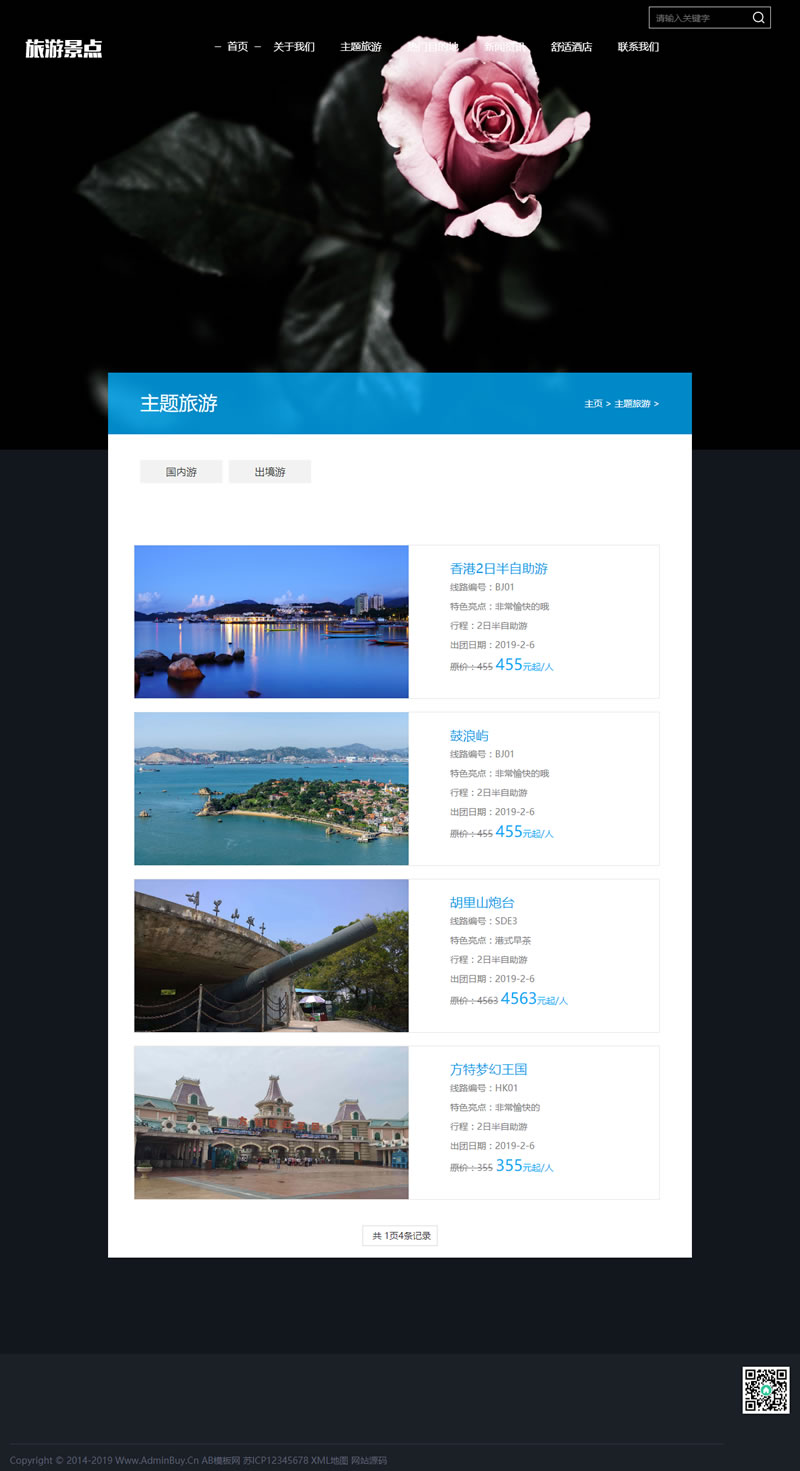 请输入关键字
旅游景点
— 首页 — 关于我们 主题旅游 热门目的地 新闻资讯 舒适酒店 联系我们
主题旅游
主页 > 主题旅游 >
国内游 出境游
香港2日半自助游
线路编号：BJ01
特色亮点：非常愉快的哦
行程：2日半自助游
出团日期：2019-2-6
原价：455 455元起/人
鼓浪屿
线路编号：BJ01
特色亮点：非常愉快的哦
行程：2日半自助游
出团日期：2019-2-6
原价：455 455元起/人
胡里山炮台
线路编号：SDE3
特色亮点：港式早茶
行程：2日半自助游
出团日期：2019-2-6
原价：4563 4563元起/人
方特梦幻王国
线路编号：HK01
特色亮点：非常愉快的
行程：2日半自助游
出团日期：2019-2-6
原价：355 355元起/人
共 1页4条记录
Copyright © 2014-2019 Www.AdminBuy.Cn AB模板网 苏ICP12345678 XML地图 网站源码